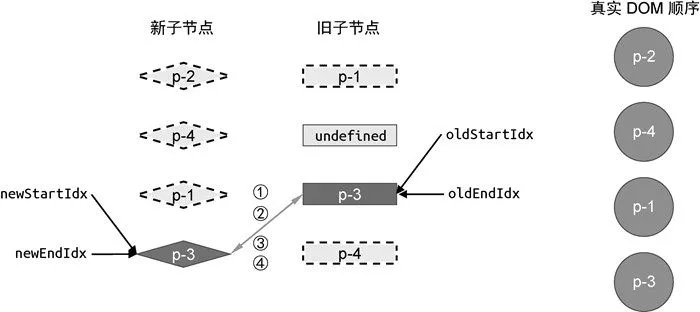 新子节点
旧子节点
真实 DOM 顺序
p-2
p-1
p-2
p-4
undefined
oldStartIdx
p-4
newStartIdx
p-1
①
②
p-3
oldEndIdx
p-1
newEndIdx
p-3
③
④
p-4
p-3